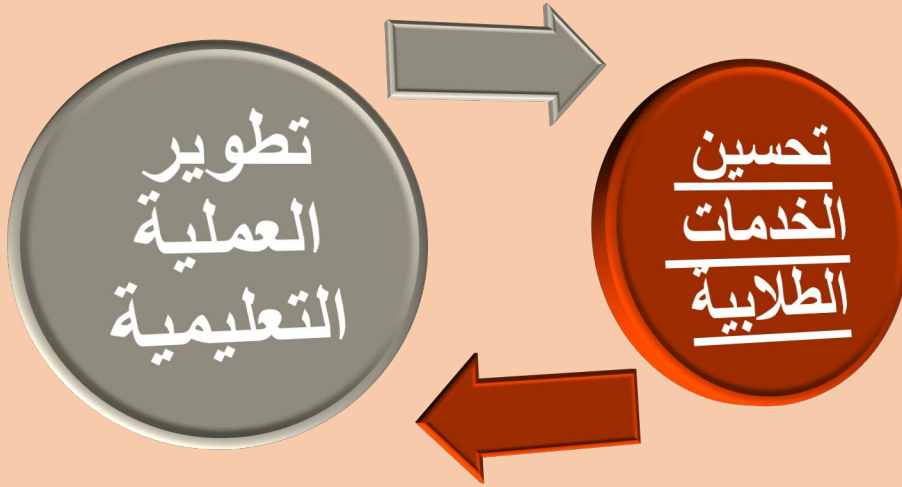 تحسين
الخدمات
الطلابية
تطوير
العملية
التعليمية